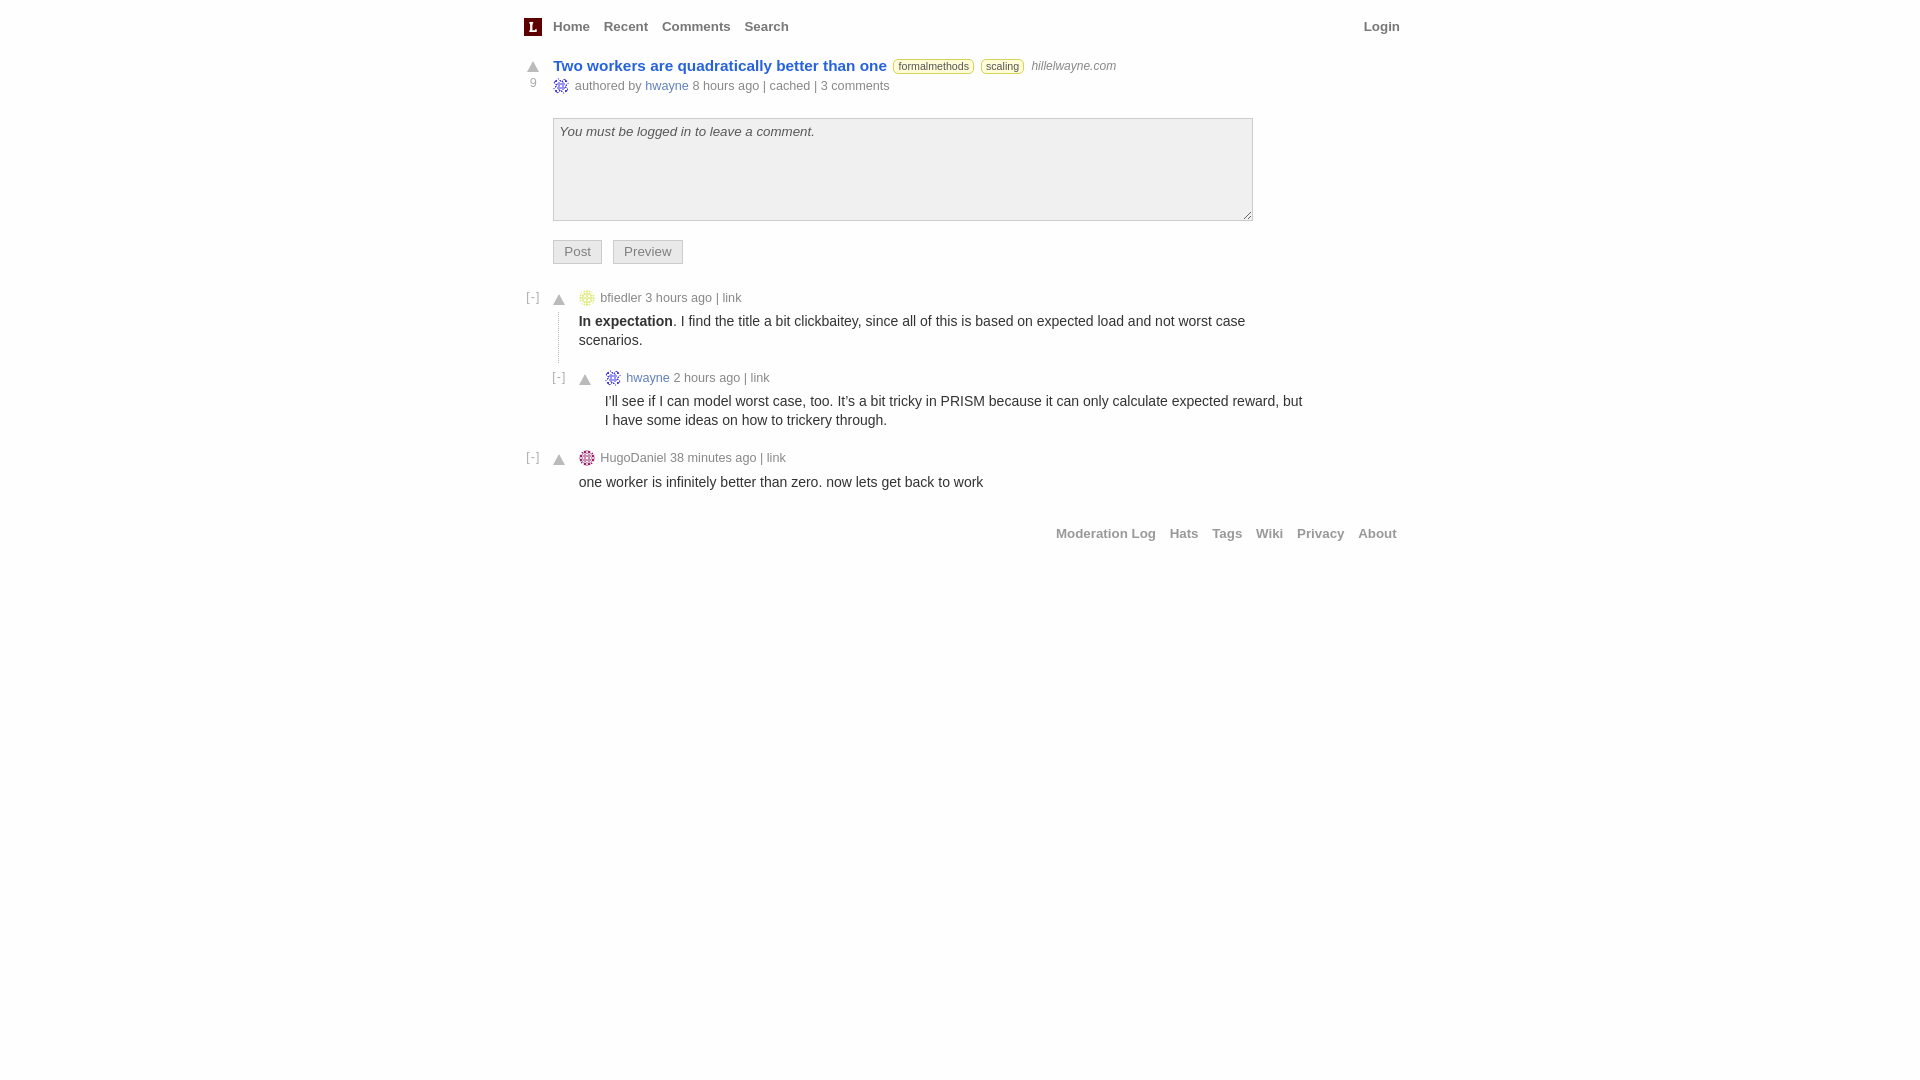 L Home Recent Comments Search Login
Two workers are quadratically better than one formalmethods scaling hillelwayne.com
9
authored by hwayne 8 hours ago | cached | 3 comments
You must be logged in to leave a comment.
Post Preview
[-] bfiedler 3 hours ago | link
In expectation. I find the title a bit clickbaitey, since all of this is based on expected load and not worst case
scenarios.
[-] hwayne 2 hours ago | link
I’ll see if I can model worst case, too. It’s a bit tricky in PRISM because it can only calculate expected reward, but
I have some ideas on how to trickery through.
[-] HugoDaniel 38 minutes ago | link
one worker is infinitely better than zero. now lets get back to work
Moderation Log Hats Tags Wiki Privacy About